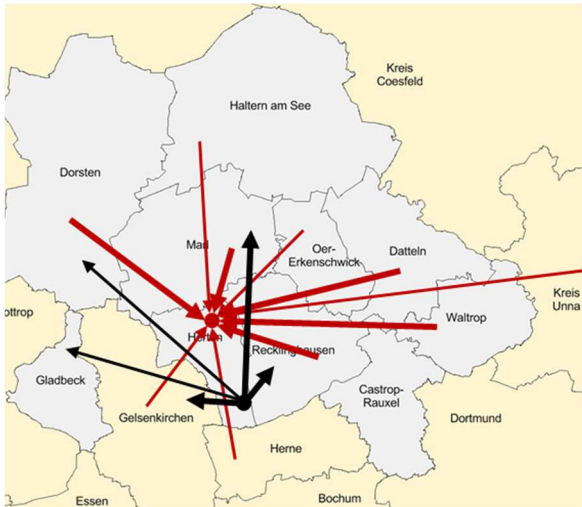 Kreis
Coesfeld
Haltern am See
Dorsten
Marl
Oer-
Erkenschwick
Datteln
Kreis
Unna
ottrop
Waltrop
Herten
Recklinghausen
Gladbeck
Castrop-
Rauxel
Gelsenkirchen
Dortmund
Herne
Essen
Bochum